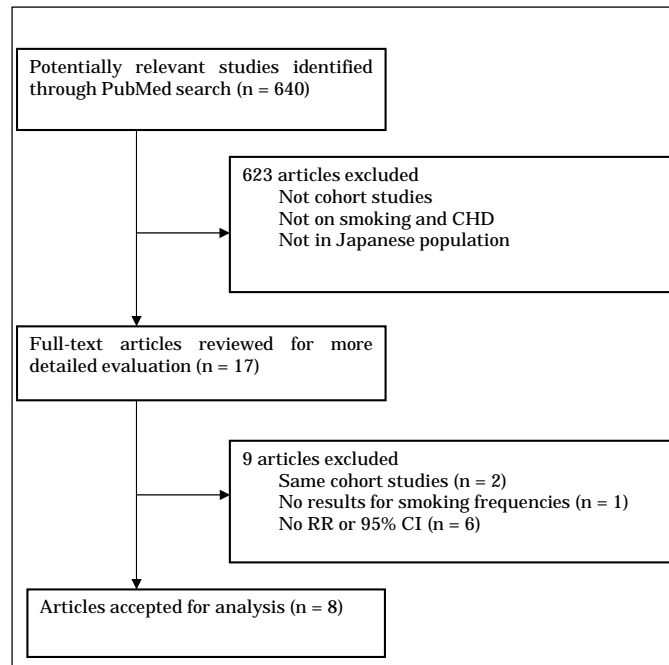 Potentially relevant studies identified
through PubMed search (n = 640)
623 articles excluded
Not cohort studies
Not on smoking and CHD
Not in Japanese population
Full-text articles reviewed for more
detailed evaluation (n = 17)
9 articles excluded
Same cohort studies (n = 2)
No results for smoking frequencies (n = 1)
No RR or 95% CI (n = 6)
Articles accepted for analysis (n = 8)